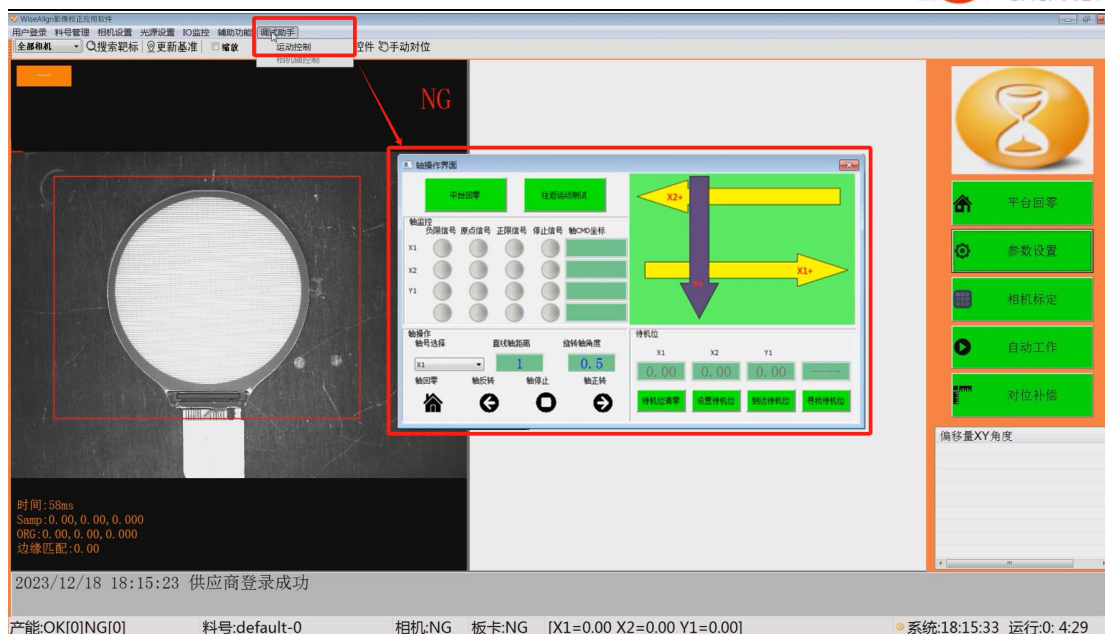 WiseAlign影像校正应用软件
用户登录 料号管理 相机设置 光源设置 IO监控 辅助功能 调试助手
全部相机 搜索靶标 更新基准 缩放 运动控制 控件 手动对位
相机轴控制
一
NG
轴操作界面
平台回零 往返运动测试
X2+
X1+
轴监控
负限信号 原点信号 正限信号 停止信号 轴CMD坐标
X1
X2
Y1
轴操作
轴号选择 直线轴距离 旋转轴角度
X1 1 0.5
轴回零 轴反转 轴停止 轴正转
待机位
X1 X2 Y1
0.00 0.00 0.00 ----
待机位清零 设置待机位 到达待机位 寻找待机位
平台回零
参数设置
相机标定
自动工作
对位补偿
偏移量XY角度
时间:58ms
Samp:0.00,0.00,0.000
ORG:0.00,0.00,0.000
边缘匹配:0.00
2023/12/18 18:15:23 供应商登录成功
产能:OK[0]NG[0] 料号:default-0 相机:NG 板卡:NG [X1=0.00 X2=0.00 Y1=0.00] 系统:18:15:33 运行:0: 4:29